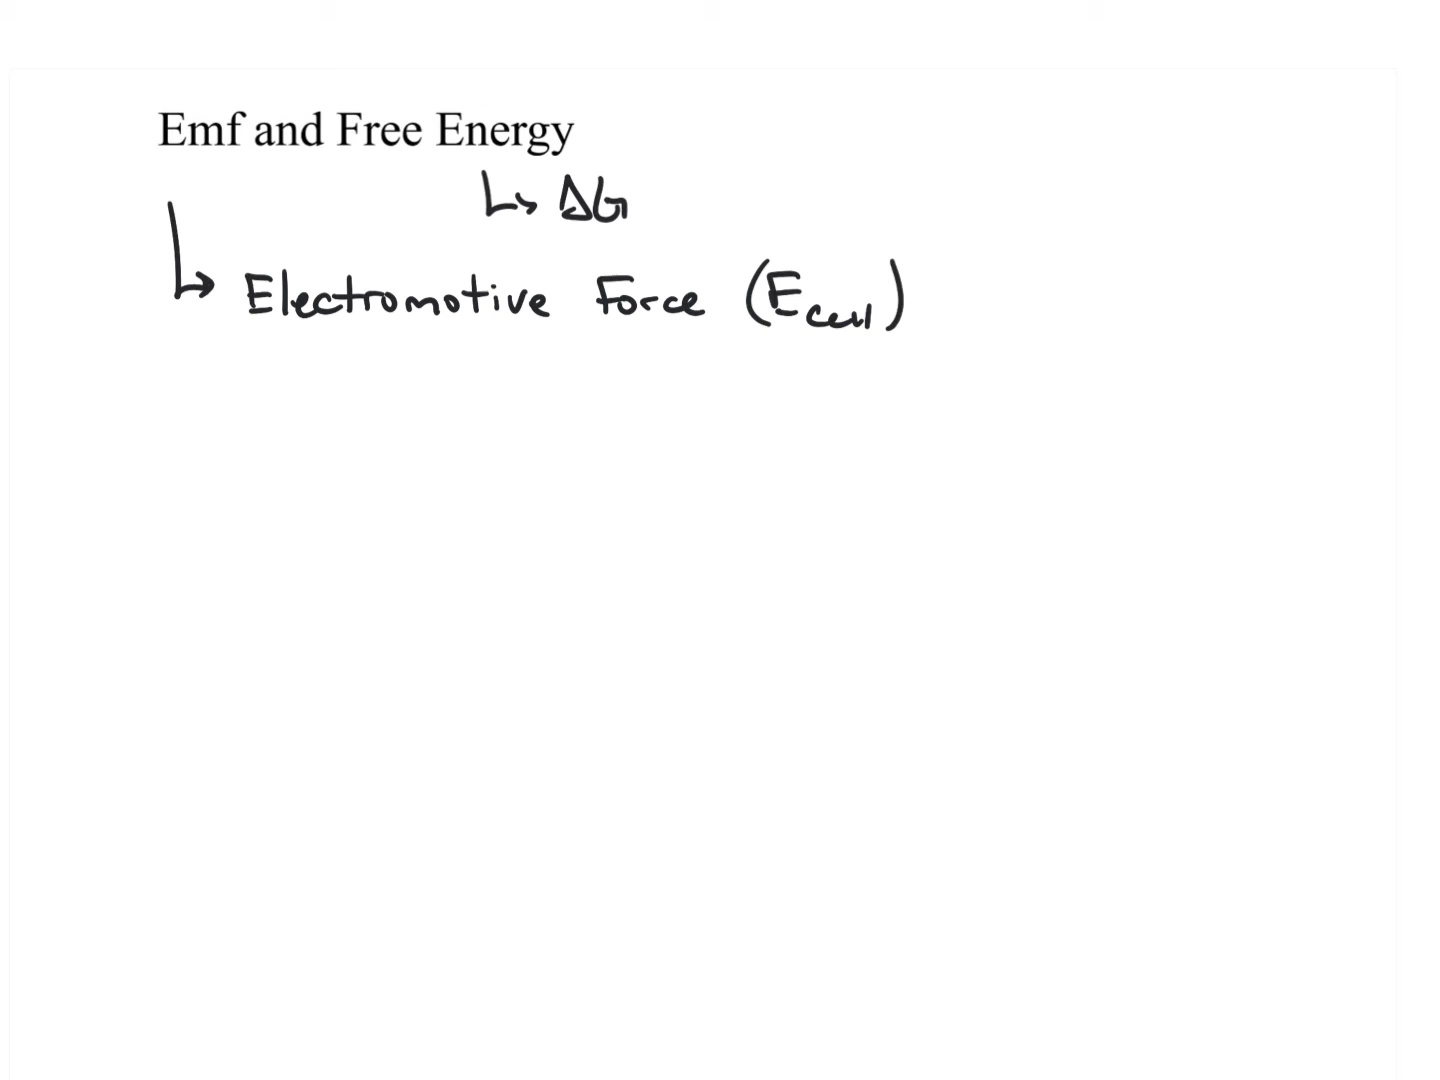 Emf and Free Energy
↳ ΔG
↳ Electromotive Force (Ecell)